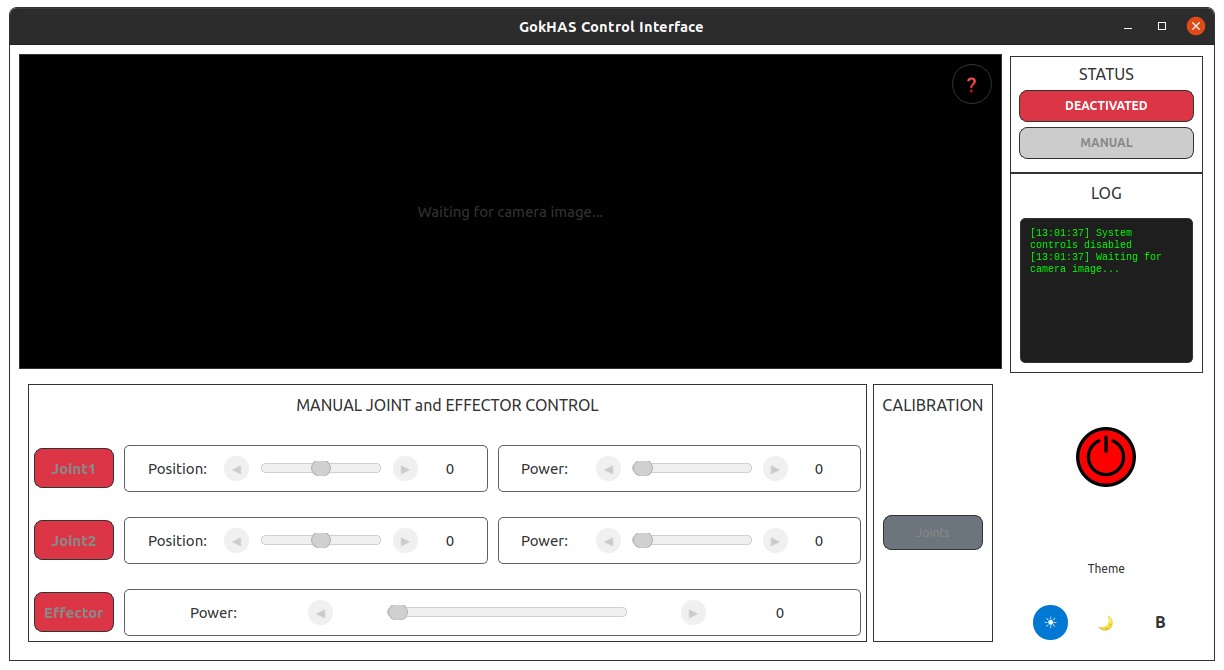 GokHAS Control Interface
?
Waiting for camera image...
STATUS
DEACTIVATED
MANUAL
LOG
[13:01:37] System
controls disabled
[13:01:37] Waiting for
camera image...
MANUAL JOINT and EFFECTOR CONTROL
Joint1
Position:
0
Power:
0
Joint2
Position:
0
Power:
0
Effector
Power:
0
CALIBRATION
Joints
Theme
B